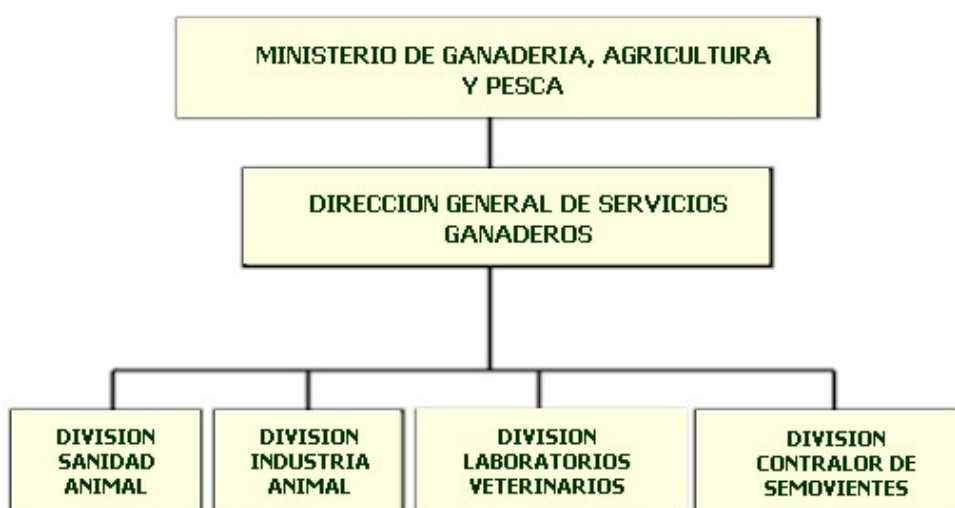 MINISTERIO DE GANADERIA, AGRICULTURA
Y PESCA
DIRECCION GENERAL DE SERVICIOS
GANADEROS
DIVISION
SANIDAD
ANIMAL
DIVISION
INDUSTRIA
ANIMAL
DIVISION
LABORATORIOS
VETERINARIOS
DIVISION
CONTRALOR DE
SEMOVIENTES